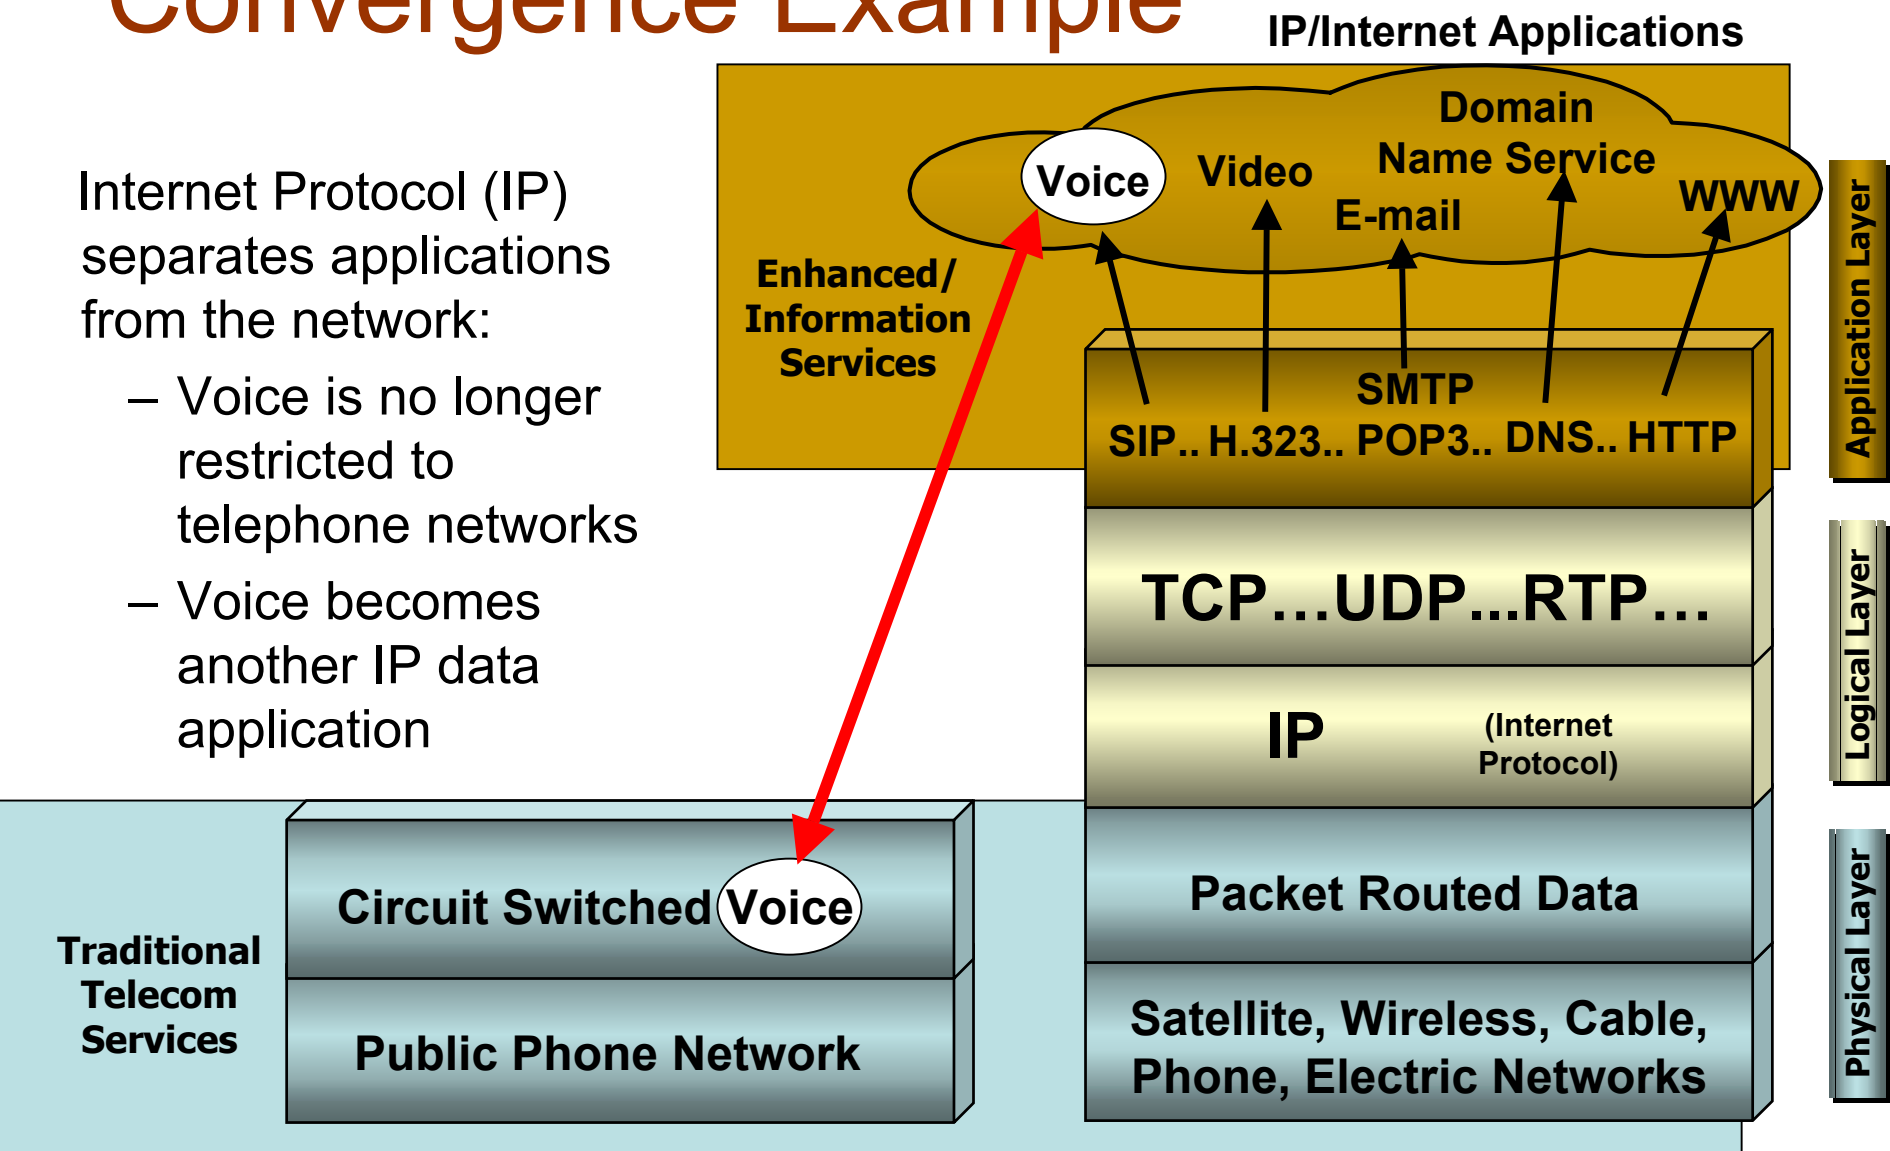 Convergence Example
IP/Internet Applications
Internet Protocol (IP)
separates applications
from the network:
– Voice is no longer
restricted to
telephone networks
– Voice becomes
another IP data
application
Voice
Video
Domain
Name Service
E-mail
WWW
Enhanced/
Information
Services
SIP.. H.323.. SMTP
POP3.. DNS.. HTTP
TCP…UDP...RTP…
IP
(Internet
Protocol)
Packet Routed Data
Satellite, Wireless, Cable,
Phone, Electric Networks
Circuit Switched Voice
Public Phone Network
Traditional
Telecom
Services
Application Layer
Logical Layer
Physical Layer